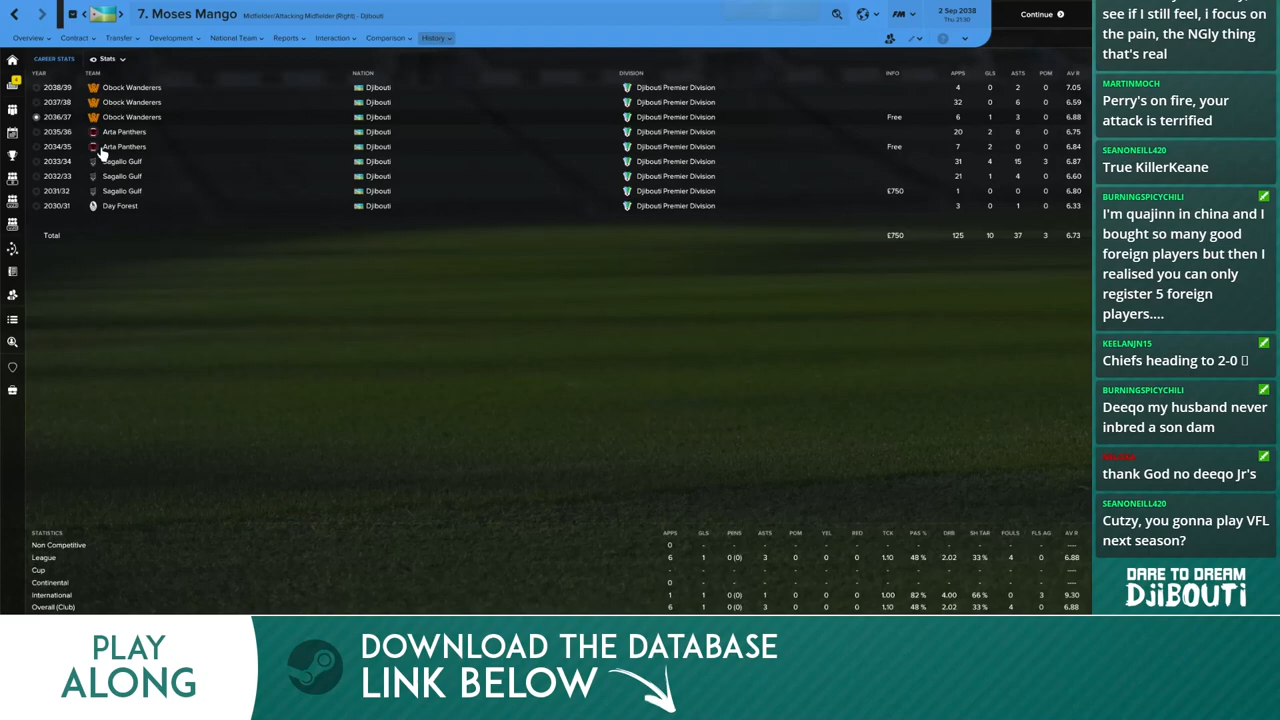 7. Moses Mango
Midfielder/Attacking Midfielder (Right) - Djibouti
FM
2 Sep 2038
Thu 21:30
Continue
Overview
Contract
Transfer
Development
National Team
Reports
Interaction
Comparison
History
CAREER STATS
Stats
YEAR TEAM NATION DIVISION INFO APPS GLS ASTS POM AV R
2038/39 Obock Wanderers Djibouti Djibouti Premier Division 4 0 2 0 7.05
2037/38 Obock Wanderers Djibouti Djibouti Premier Division 32 0 6 0 6.59
2036/37 Obock Wanderers Djibouti Djibouti Premier Division Free 6 1 3 0 6.88
2035/36 Arta Panthers Djibouti Djibouti Premier Division 20 2 6 0 6.75
2034/35 Arta Panthers Djibouti Djibouti Premier Division Free 7 2 0 0 6.84
2033/34 Sagallo Gulf Djibouti Djibouti Premier Division 31 4 15 3 6.87
2032/33 Sagallo Gulf Djibouti Djibouti Premier Division 21 1 4 0 6.60
2031/32 Sagallo Gulf Djibouti Djibouti Premier Division £750 1 0 0 0 6.80
2030/31 Day Forest Djibouti Djibouti Premier Division 3 0 1 0 6.33
Total £750 125 10 37 3 6.73
STATISTICS APPS GLS PENS ASTS POM YEL RED TCK PAS % DRB SH TAR FOULS FLS AG AV R
Non Competitive 0 - - - - - - - - - - - - ----
League 6 1 0 (0) 3 0 0 0 1.10 48 % 2.02 33 % 4 0 6.88
Cup - - - - - - - - - - - - - ----
Continental 0 - - - - - - - - - - - - ----
International 1 1 0 (0) 1 0 0 0 1.00 82 % 4.00 66 % 0 3 9.30
Overall (Club) 6 1 0 (0) 3 0 0 0 1.10 48 % 2.02 33 % 4 0 6.88
see if I still feel, i focus on
the pain, the NGly thing
that's real
MARTINMOCH
Perry's on fire, your
attack is terrified
SEANONEILL420
True KillerKeane
BURNINGSPICYCHILI
I'm quajinn in china and I
bought so many good
foreign players but then I
realised you can only
register 5 foreign
players....
KEELANJN15
Chiefs heading to 2-0
BURNINGSPICYCHILI
Deeqo my husband never
inbred a son dam
thank God no deeqo Jr's
SEANONEILL420
Cutzy, you gonna play VFL
next season?
DARE TO DREAM
DJIBOUTI
PLAY
ALONG
DOWNLOAD THE DATABASE
LINK BELOW